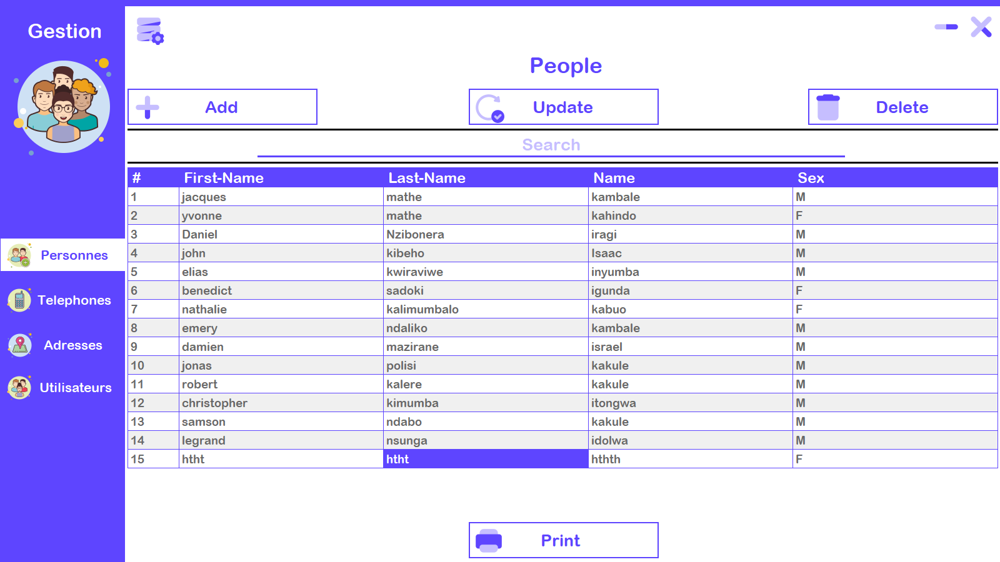 Gestion
Personnes
Telephones
Adresses
Utilisateurs
People
Add Update Delete
Search
# First-Name Last-Name Name Sex
1 jacques mathe kambale M
2 yvonne mathe kahindo F
3 Daniel Nzibonera iragi M
4 john kibeho Isaac M
5 elias kwiraviwe inyumba M
6 benedict sadoki igunda F
7 nathalie kalimumbalo kabuo F
8 emery ndaliko kambale M
9 damien mazirane israel M
10 jonas polisi kakule M
11 robert kalere kakule M
12 christopher kimumba itongwa M
13 samson ndabo kakule M
14 legrand nsunga idolwa M
15 htht htht hthth F
Print